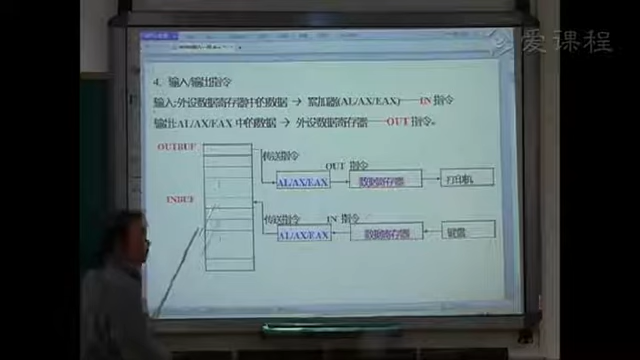 爱课程
4. 输入/输出指令
输入:外设数据寄存器中的数据 → 累加器(AL/AX/EAX)——IN 指令
输出:AL/AX/EAX 中的数据 → 外设数据寄存器——OUT 指令。
OUTBUF
传送指令
OUT 指令
AL/AX/EAX
数据寄存器
打印机
INBUF
传送指令
IN 指令
AL/AX/EAX
数据寄存器
键盘